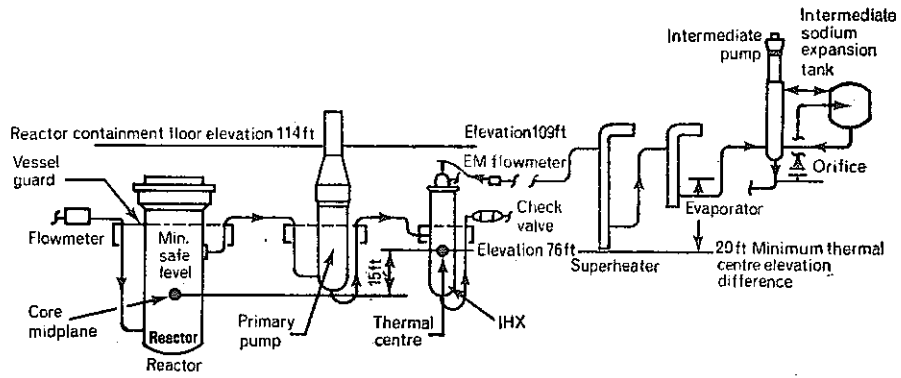 Intermediate
sodium
expansion
tank
Intermediate
pump
Reactor containment floor elevation 114ft
Elevation 109ft
Vessel
guard
EM flowmeter
Orifice
Check
valve
Evaporator
Flowmeter
Min.
safe
level
Elevation 76ft
Superheater
20ft Minimum thermal
centre elevation
difference
15ft
Core
midplane
Primary
pump
Thermal
centre
IHX
Reactor
Reactor